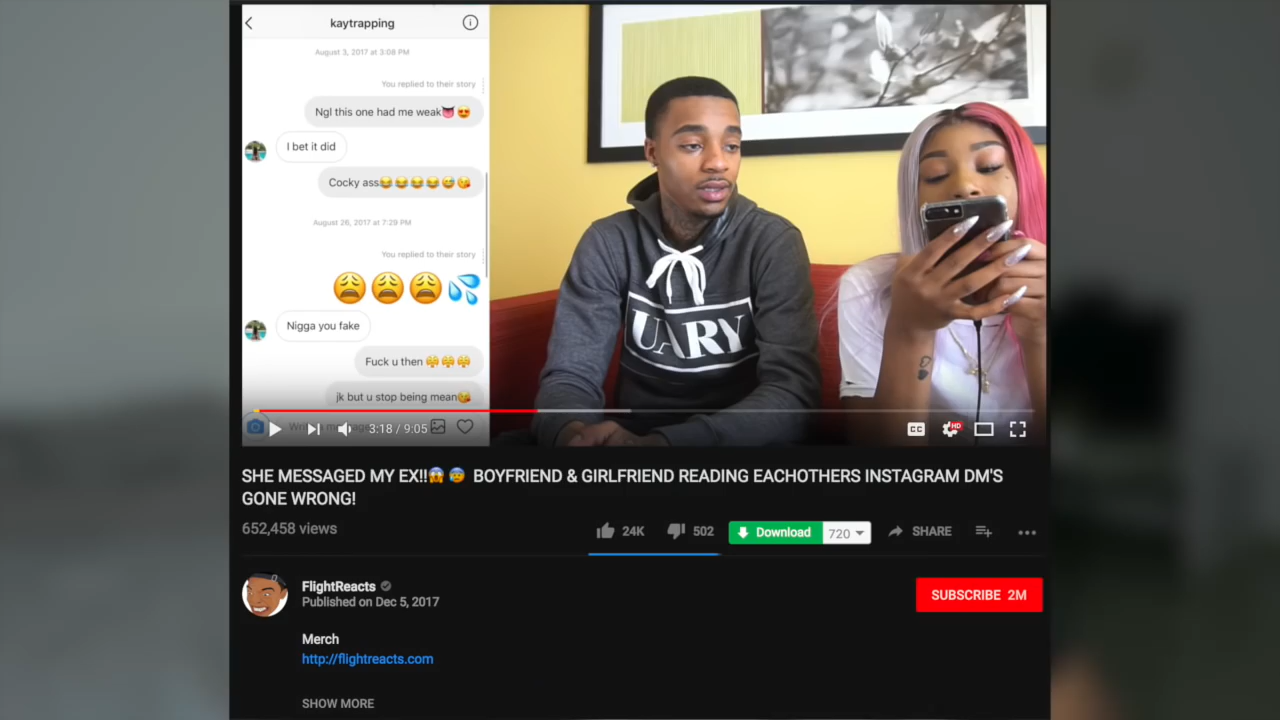 kaytrapping
August 3, 2017 at 3:08 PM
You replied to their story
Ngl this one had me weak👅😍
I bet it did
Cocky ass😂😂😂😂😅😘
August 26, 2017 at 7:29 PM
You replied to their story
😩😩😩💦
Nigga you fake
Fuck u then 😤😤😤
jk but u stop being mean😘
3:18 / 9:05
CC
HD
SHE MESSAGED MY EX!!😱😰 BOYFRIEND & GIRLFRIEND READING EACHOTHERS INSTAGRAM DM'S
GONE WRONG!
652,458 views
24K
502
Download
720
SHARE
FlightReacts
Published on Dec 5, 2017
SUBSCRIBE 2M
Merch
http://flightreacts.com
SHOW MORE